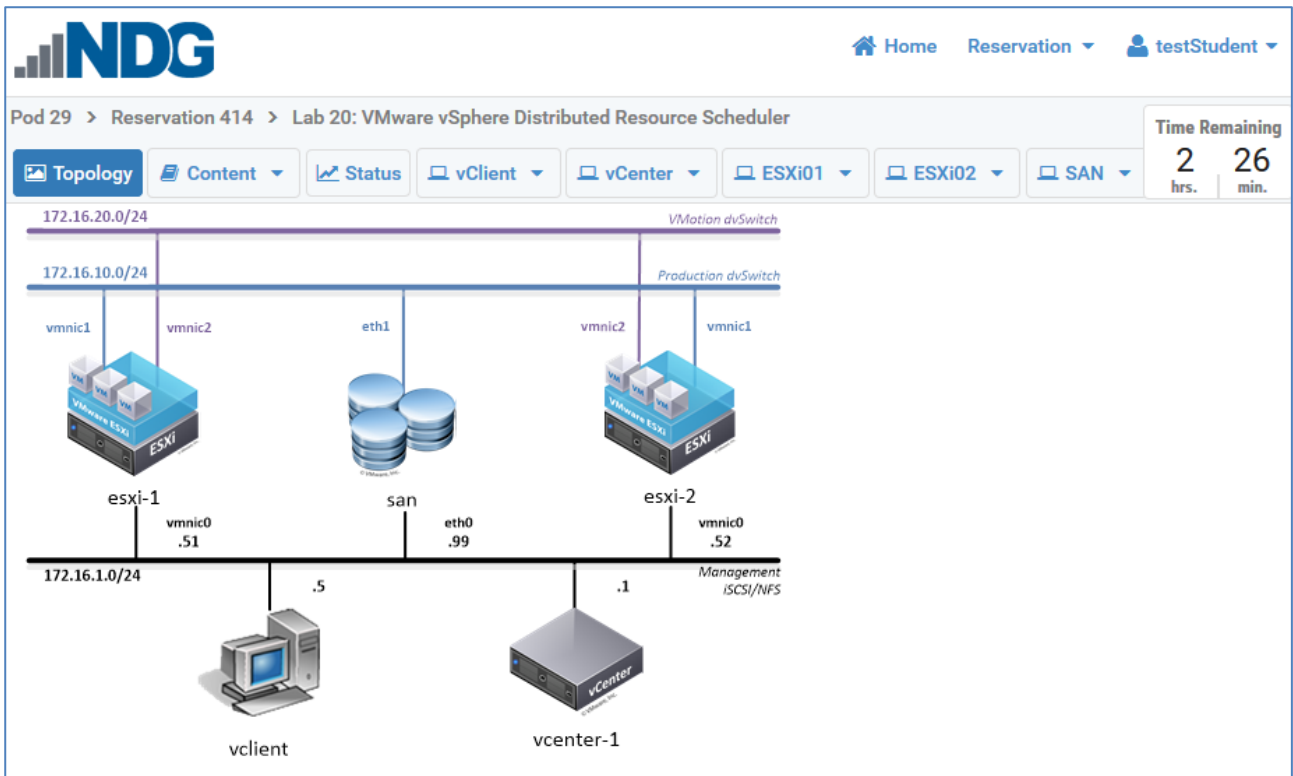 NDG
Home Reservation testStudent
Pod 29 > Reservation 414 > Lab 20: VMware vSphere Distributed Resource Scheduler
Time Remaining
2 26
hrs. min.
Topology Content Status vClient vCenter ESXi01 ESXi02 SAN
172.16.20.0/24 VMotion dvSwitch
172.16.10.0/24 Production dvSwitch
vmnic1 vmnic2 eth1 vmnic2 vmnic1
VM VM VM
VMware ESXi
ESXi
© VMware, Inc.
VM VM VM
VMware ESXi
ESXi
esxi-1 san esxi-2
vmnic0 eth0 vmnic0
.51 .99 .52
172.16.1.0/24 Management
iSCSI/NFS
.5 .1
vCenter
© VMware, Inc.
vclient vcenter-1